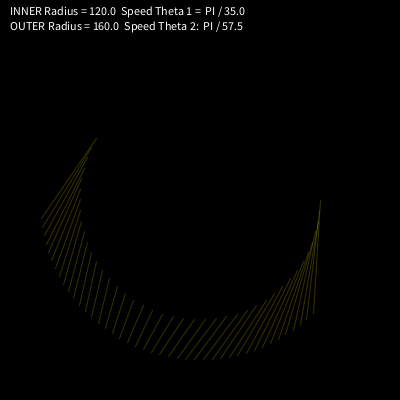 INNER Radius = 120.0  Speed Theta 1 =  PI / 35.0
OUTER Radius = 160.0  Speed Theta 2:  PI / 57.5